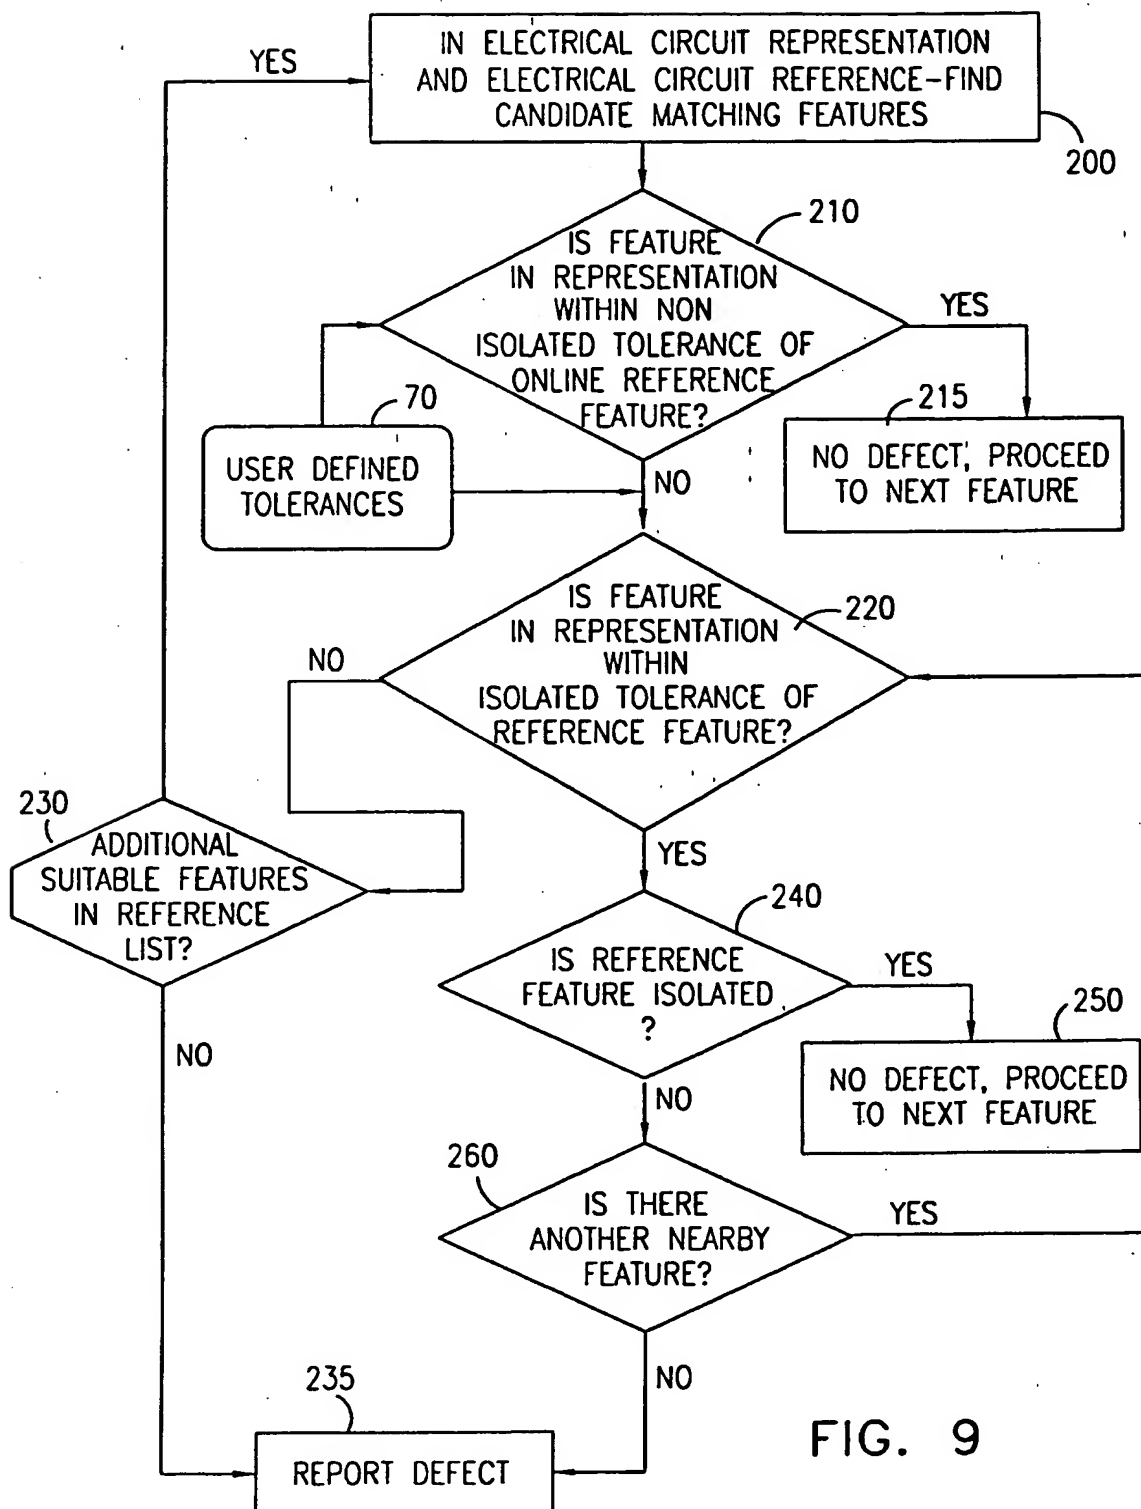 YES
IN ELECTRICAL CIRCUIT REPRESENTATION
AND ELECTRICAL CIRCUIT REFERENCE-FIND
CANDIDATE MATCHING FEATURES
200
210
IS FEATURE
IN REPRESENTATION
WITHIN NON
ISOLATED TOLERANCE OF
ONLINE REFERENCE
FEATURE?
YES
70
USER DEFINED
TOLERANCES
215
NO DEFECT, PROCEED
TO NEXT FEATURE
NO
IS FEATURE
IN REPRESENTATION
WITHIN
ISOLATED TOLERANCE OF
REFERENCE FEATURE?
220
NO
230
ADDITIONAL
SUITABLE FEATURES
IN REFERENCE
LIST?
YES
240
IS REFERENCE
FEATURE ISOLATED
?
YES
250
NO DEFECT, PROCEED
TO NEXT FEATURE
NO
NO
260
IS THERE
ANOTHER NEARBY
FEATURE?
YES
NO
235
REPORT DEFECT
FIG. 9